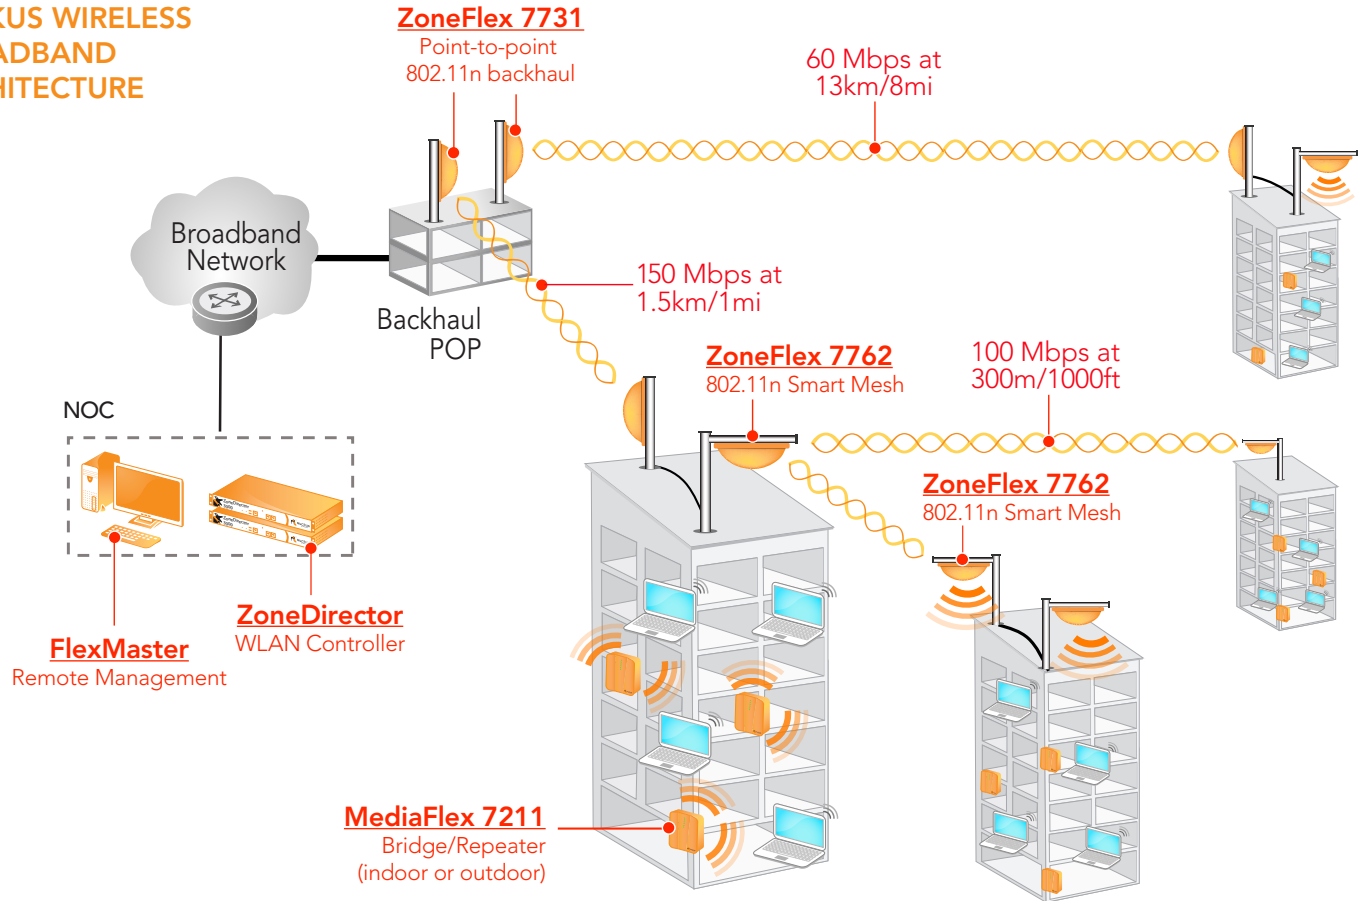 KUS WIRELESS
ADBAND
HITECTURE
ZoneFlex 7731
Point-to-point
802.11n backhaul
60 Mbps at
13km/8mi
Broadband
Network
150 Mbps at
1.5km/1mi
Backhaul
POP
ZoneFlex 7762
802.11n Smart Mesh
100 Mbps at
300m/1000ft
NOC
ZoneFlex 7762
802.11n Smart Mesh
ZoneDirector
ZoneDirector
ZoneDirector
WLAN Controller
FlexMaster
Remote Management
MediaFlex 7211
Bridge/Repeater
(indoor or outdoor)